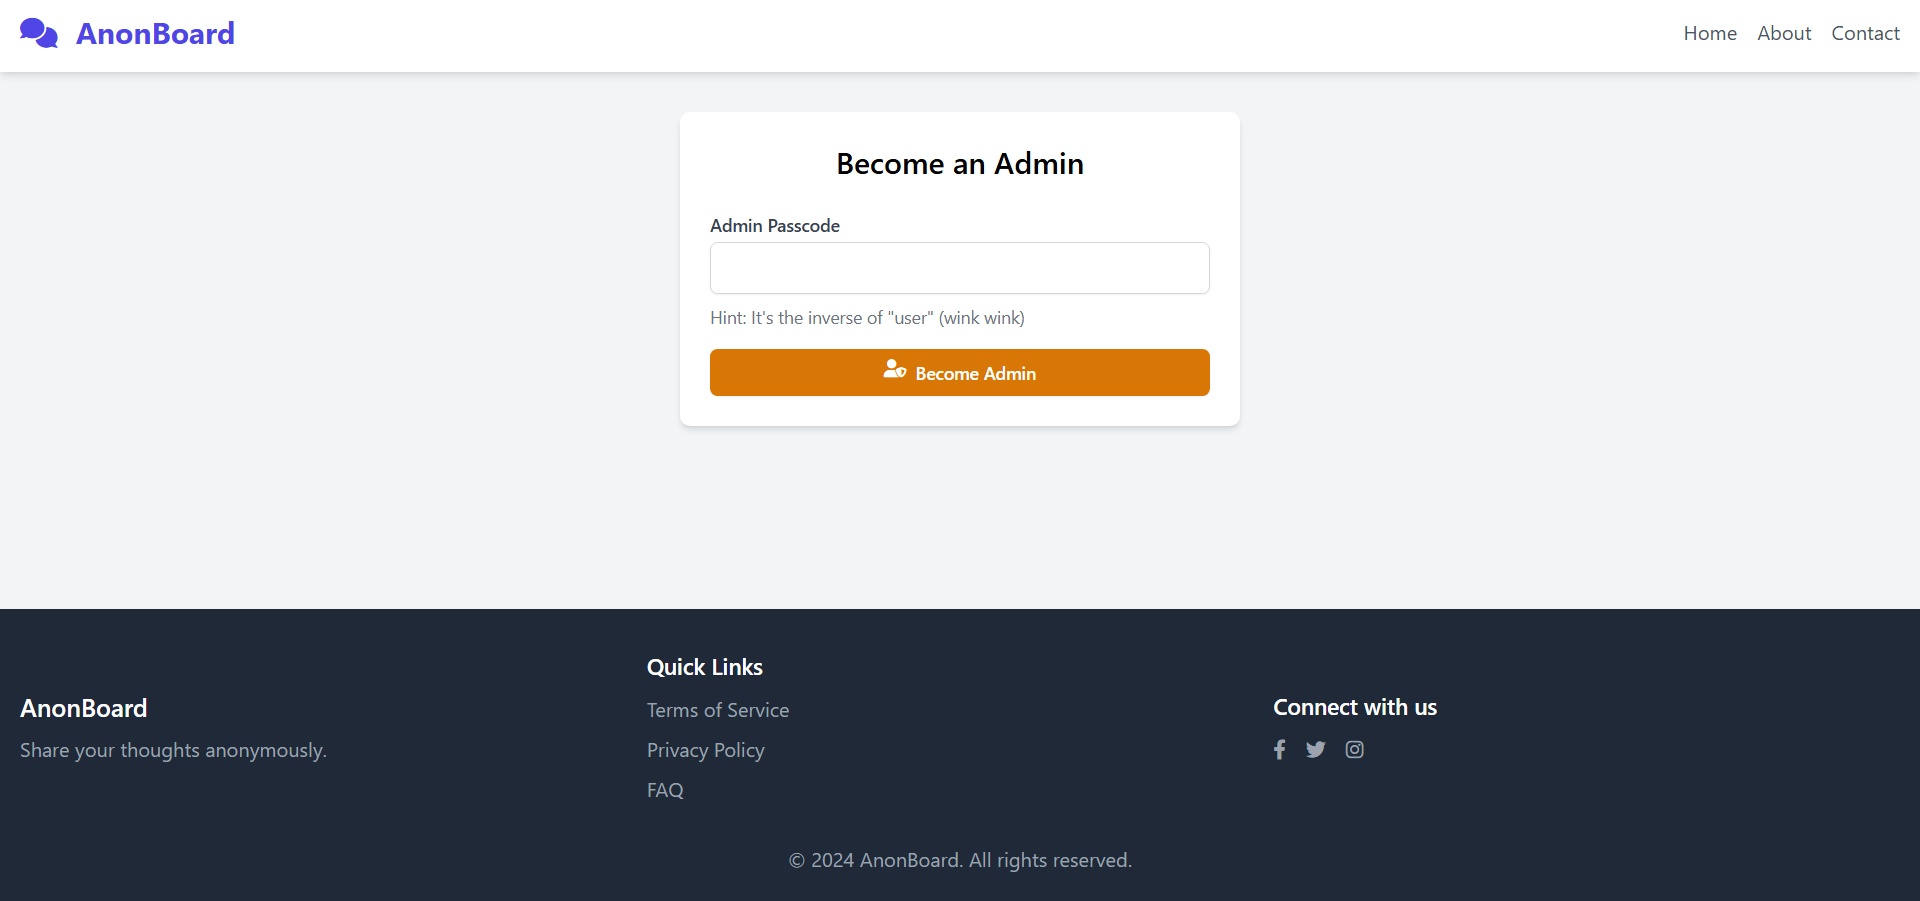 AnonBoard
Home About Contact
Become an Admin
Admin Passcode
Hint: It's the inverse of "user" (wink wink)
Become Admin
AnonBoard
Share your thoughts anonymously.
Quick Links
Terms of Service
Privacy Policy
FAQ
Connect with us
© 2024 AnonBoard. All rights reserved.